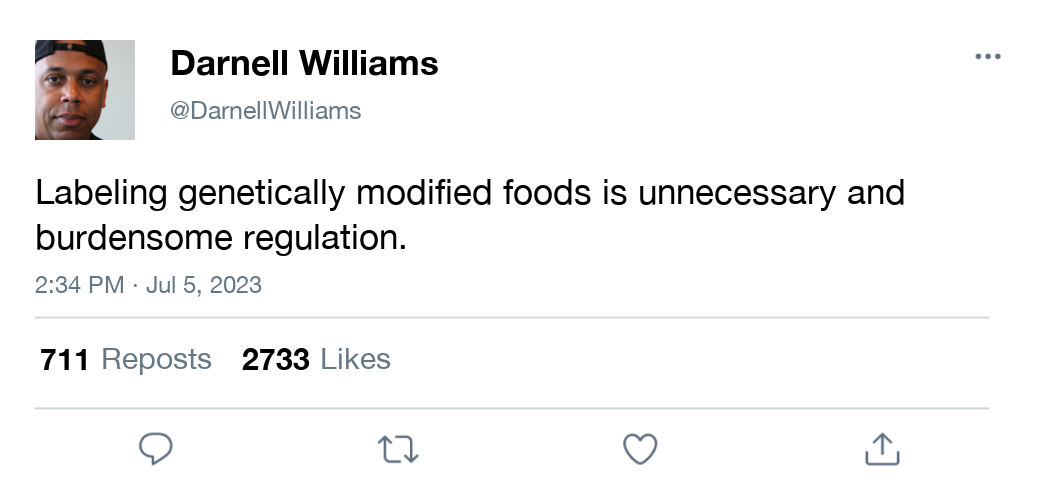 Darnell Williams
@DarnellWilliams
Labeling genetically modified foods is unnecessary and
burdensome regulation.
2:34 PM · Jul 5, 2023
711 Reposts 2733 Likes